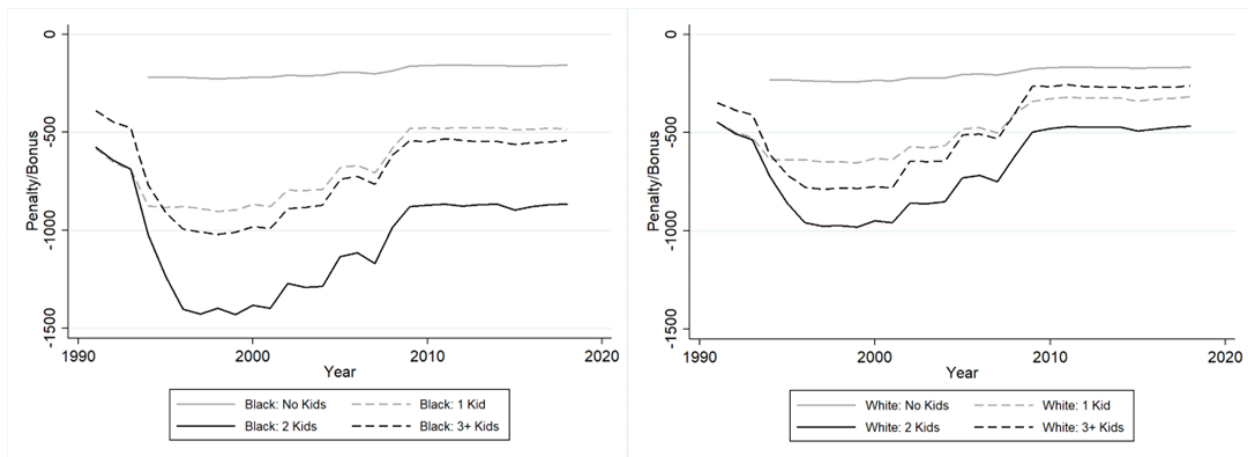 0
-500
-1000
-1500
Penalty/Bonus
1990
2000
2010
2020
Year
Black: No Kids
Black: 1 Kid
Black: 2 Kids
Black: 3+ Kids
0
-500
-1000
-1500
Penalty/Bonus
1990
2000
2010
2020
Year
White: No Kids
White: 1 Kid
White: 2 Kids
White: 3+ Kids